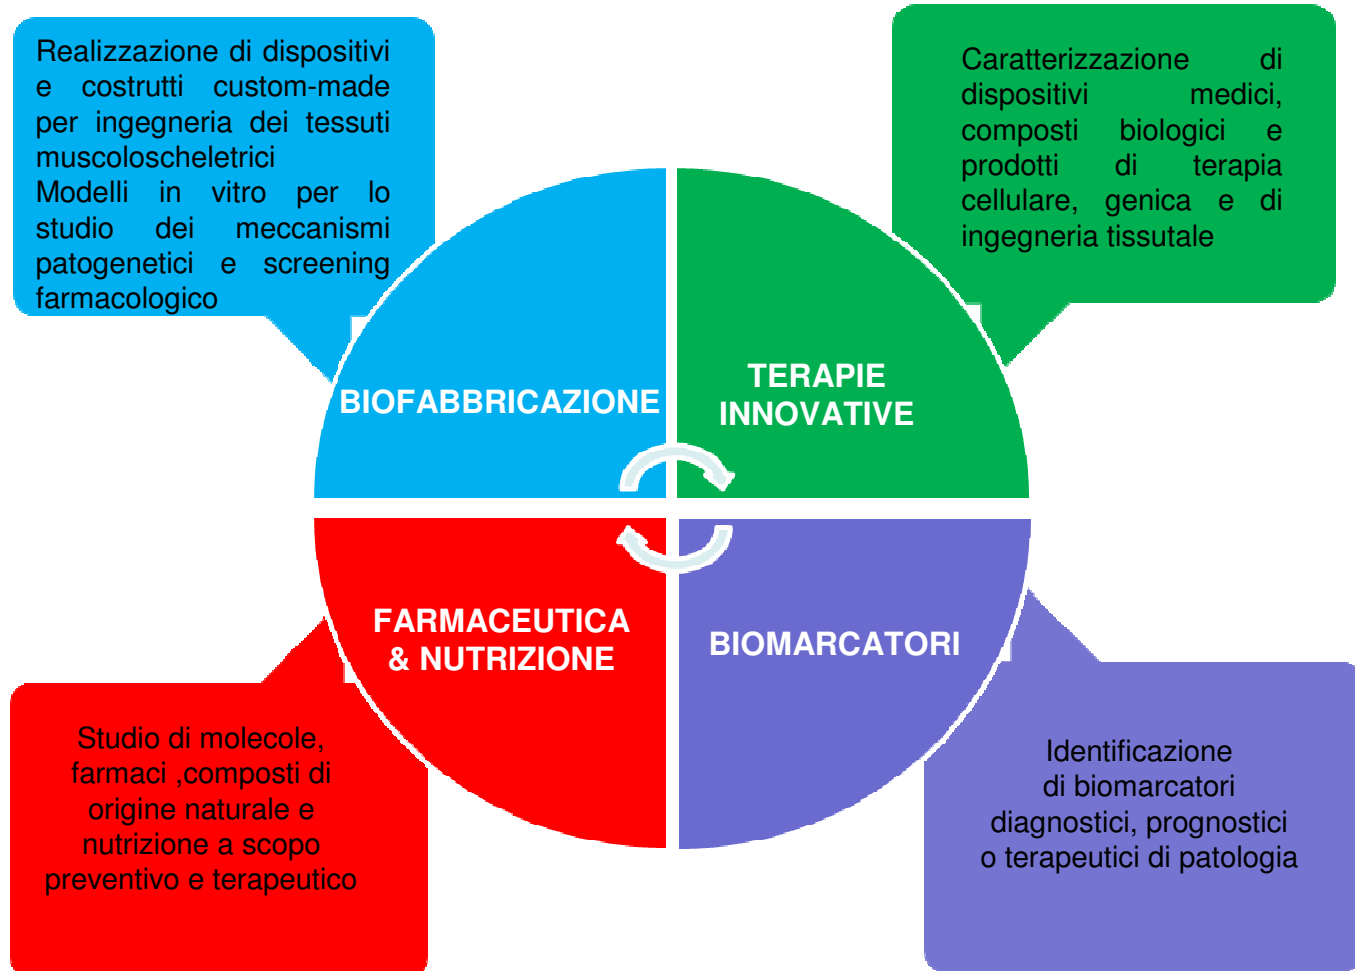 Realizzazione di dispositivi
e costrutti custom-made
per ingegneria dei tessuti
muscoloscheletrici
Modelli in vitro per lo
studio dei meccanismi
patogenetici e screening
farmacologico
Caratterizzazione di
dispositivi medici,
composti biologici e
prodotti di terapia
cellulare, genica e di
ingegneria tissutale
BIOFABBRICAZIONE
TERAPIE
INNOVATIVE
FARMACEUTICA
& NUTRIZIONE
BIOMARCATORI
Studio di molecole,
farmaci ,composti di
origine naturale e
nutrizione a scopo
preventivo e terapeutico
Identificazione
di biomarcatori
diagnostici, prognostici
o terapeutici di patologia